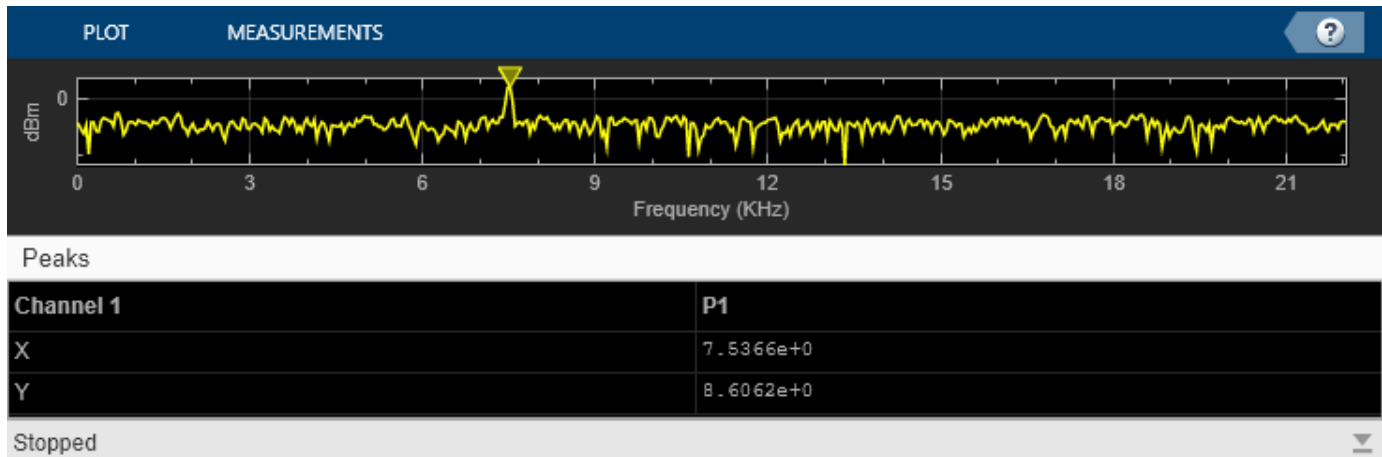 PLOT MEASUREMENTS ?
dBm
0
0 3 6 9 12 15 18 21
Frequency (KHz)
Peaks
Channel 1 P1
X 7.5366e+0
Y 8.6062e+0
Stopped